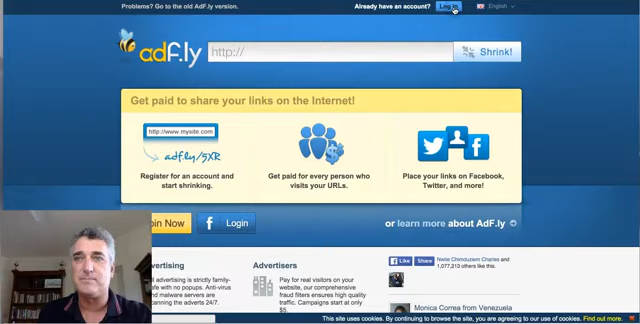 Problems? Go to the old AdF.ly version.
Already have an account?
Log in
English
adf.ly
http://
Shrink!
Get paid to share your links on the Internet!
http://www.mysite.com
adf.ly/5XR
Register for an account and
start shrinking.
Get paid for every person who
visits your URLs.
Place your links on Facebook,
Twitter, and more!
Join Now
Login
or learn more about AdF.ly
vertising
l advertising is strictly family-
with no popups. Anti-virus
and malware servers are
anning the adverts 24/7.
Advertisers
Pay for real visitors on your
website, our comprehensive
fraud filters ensures high quality
traffic. Campaigns start at only
$5.
Like
Share
Nwile Chimduziem Charles and
1,077,213 others like this.
Monica Correa from Venezuela
This site uses cookies. By continuing to browse the site, you are agreeing to our use of cookies. Find out more.